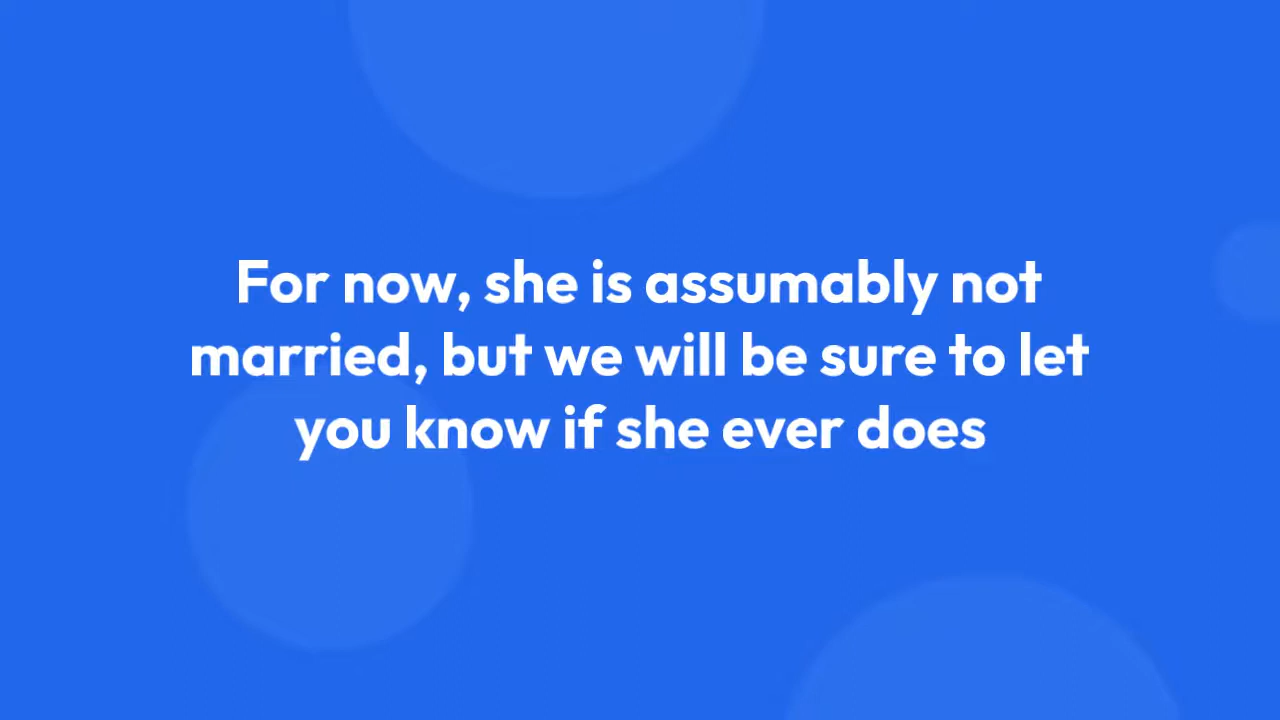 For now, she is assumably not
married, but we will be sure to let
you know if she ever does